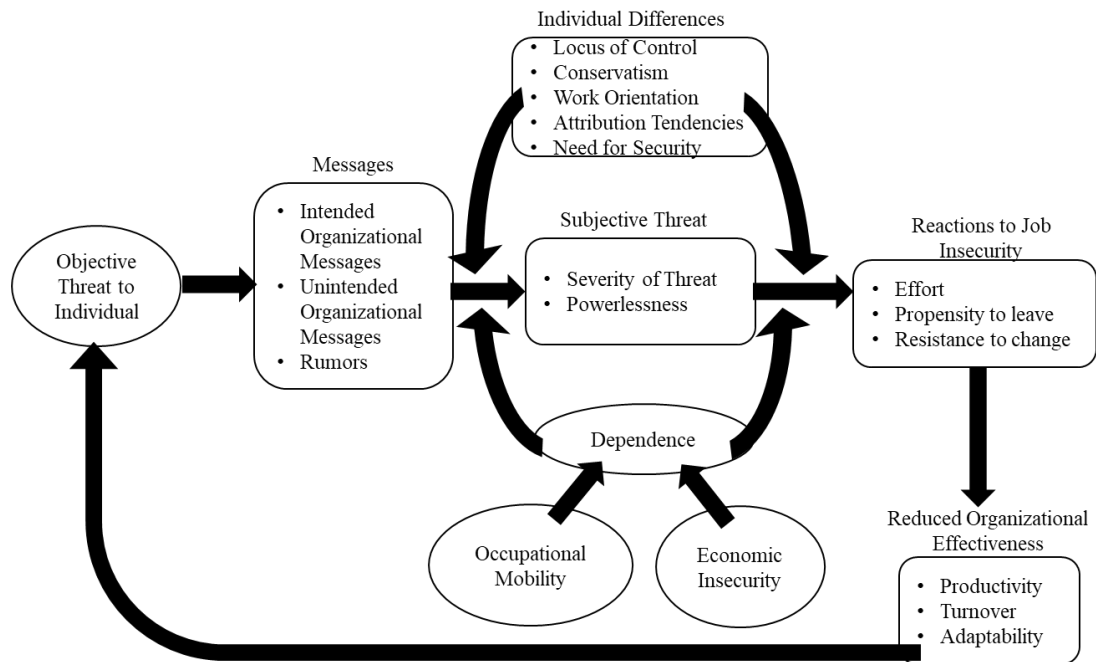 Individual Differences
• Locus of Control
• Conservatism
• Work Orientation
• Attribution Tendencies
• Need for Security
Messages
• Intended
Organizational
Messages
• Unintended
Organizational
Messages
• Rumors
Objective
Threat to
Individual
Subjective Threat
• Severity of Threat
• Powerlessness
Reactions to Job
Insecurity
• Effort
• Propensity to leave
• Resistance to change
Dependence
Occupational
Mobility
Economic
Insecurity
Reduced Organizational
Effectiveness
• Productivity
• Turnover
• Adaptability